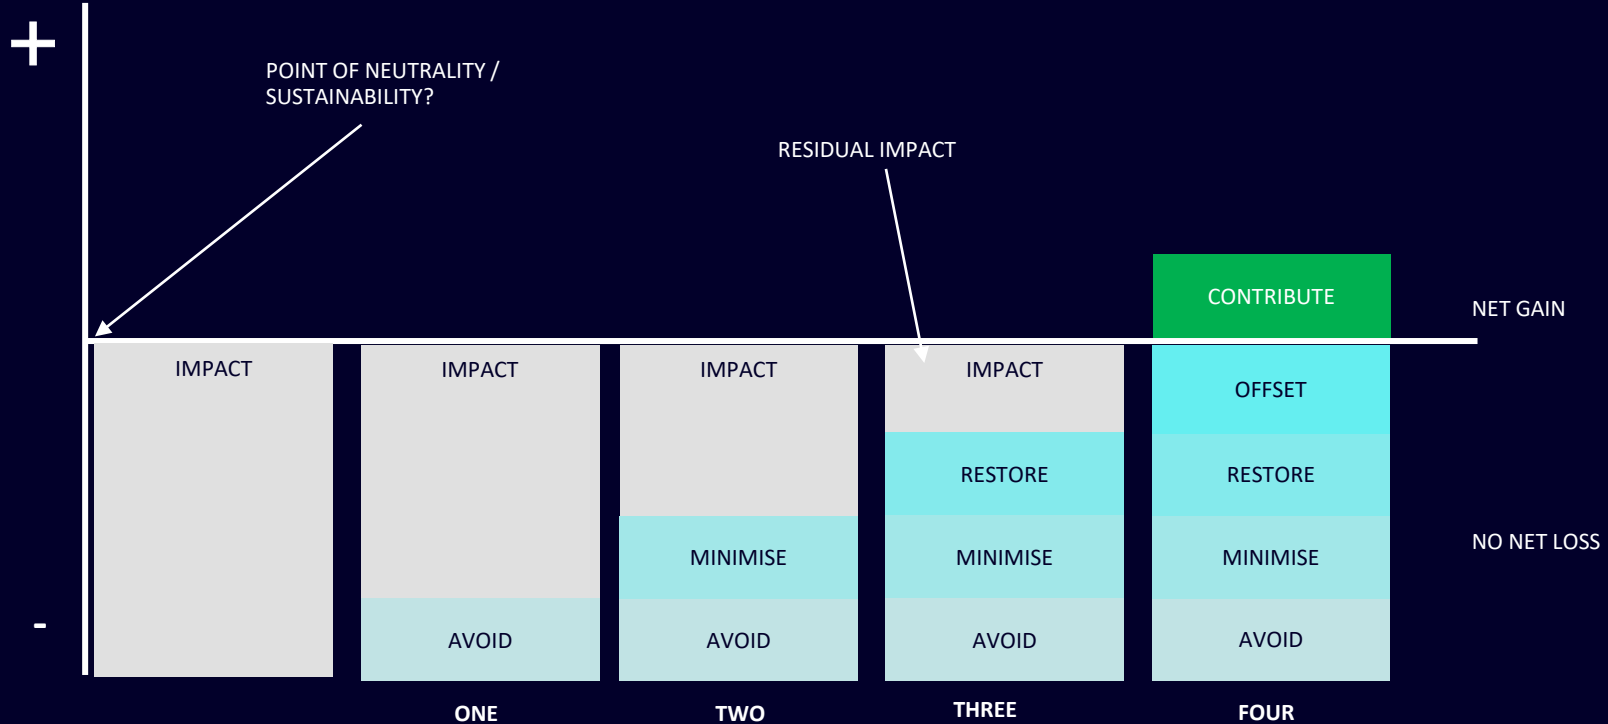 +
POINT OF NEUTRALITY /
SUSTAINABILITY?
RESIDUAL IMPACT
CONTRIBUTE
NET GAIN
IMPACT
IMPACT
IMPACT
IMPACT
OFFSET
RESTORE
RESTORE
MINIMISE
MINIMISE
MINIMISE
NO NET LOSS
-
AVOID
AVOID
AVOID
AVOID
ONE
TWO
THREE
FOUR